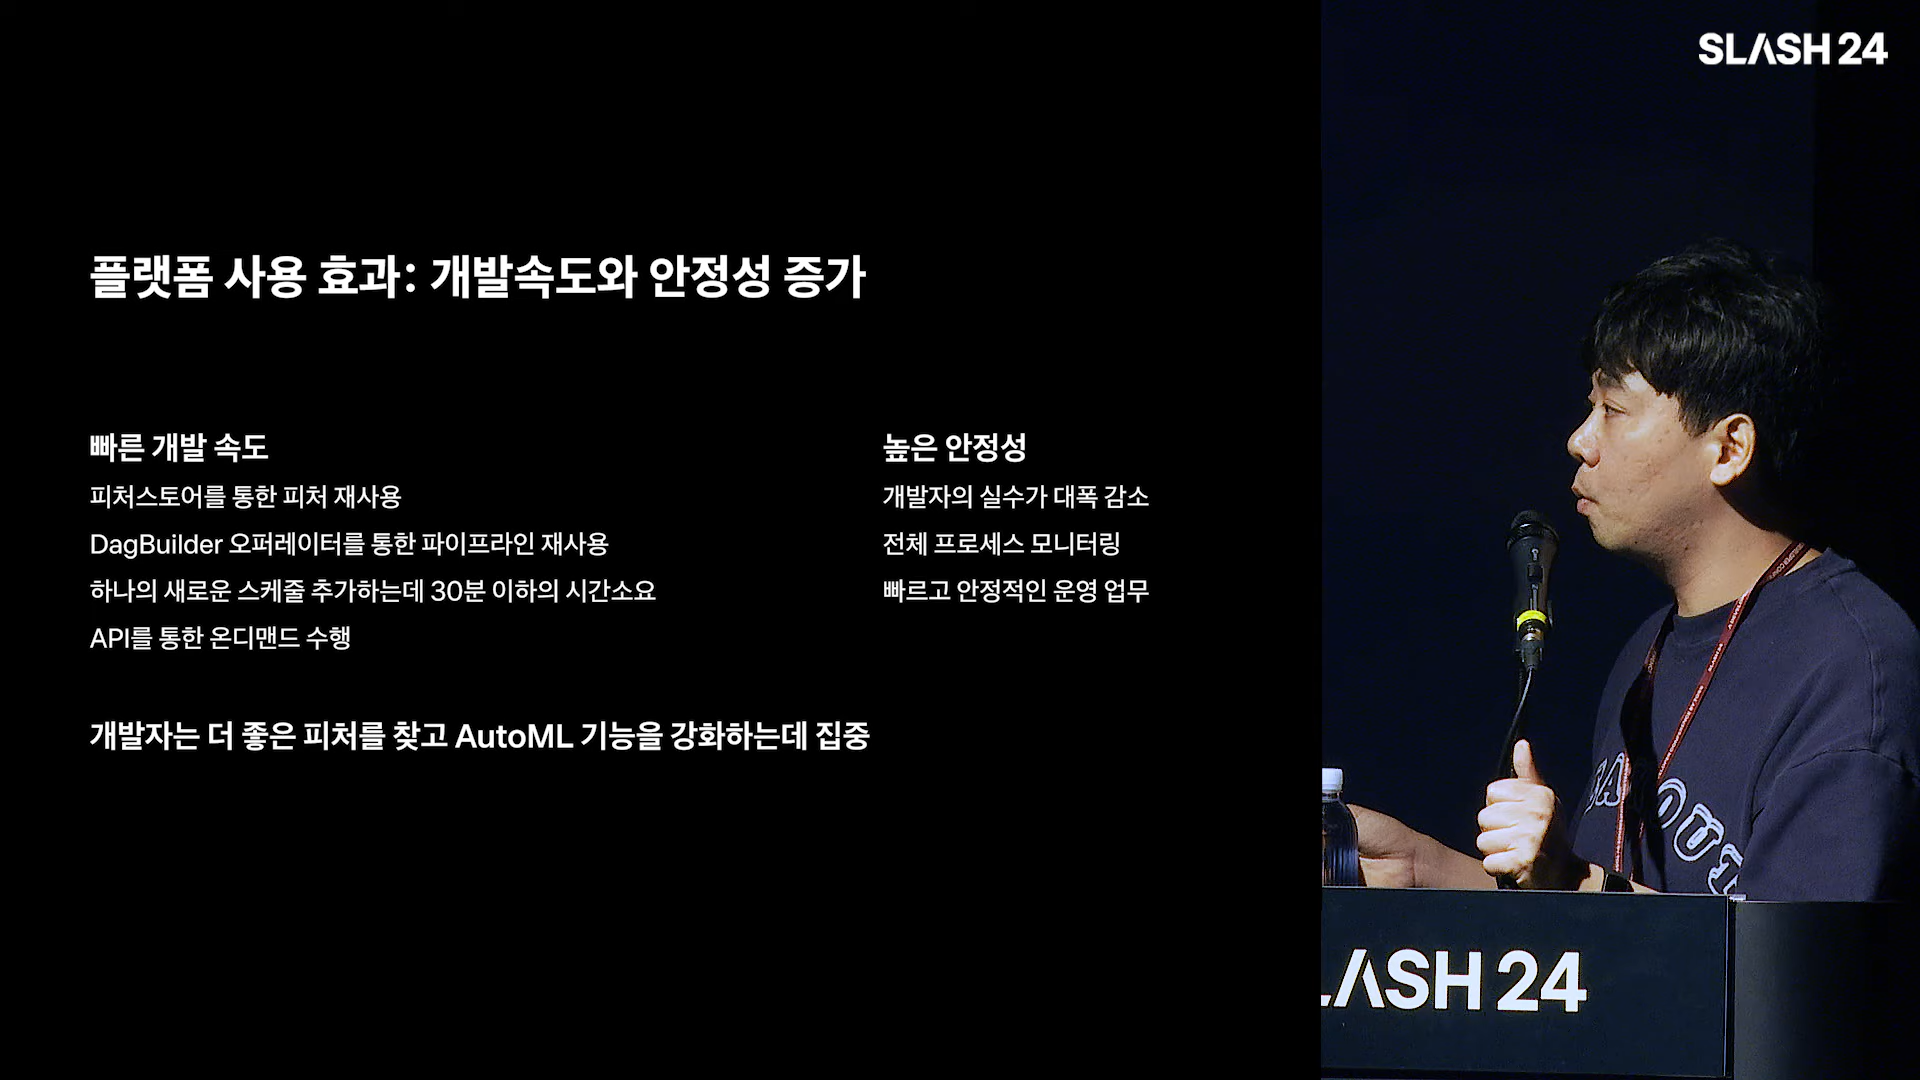 SLASH 24
플랫폼 사용 효과: 개발속도와 안정성 증가
빠른 개발 속도
피처스토어를 통한 피처 재사용
DagBuilder 오퍼레이터를 통한 파이프라인 재사용
하나의 새로운 스케줄 추가하는데 30분 이하의 시간소요
API를 통한 온디맨드 수행
높은 안정성
개발자의 실수가 대폭 감소
전체 프로세스 모니터링
빠르고 안정적인 운영 업무
개발자는 더 좋은 피처를 찾고 AutoML 기능을 강화하는데 집중
LASH 24